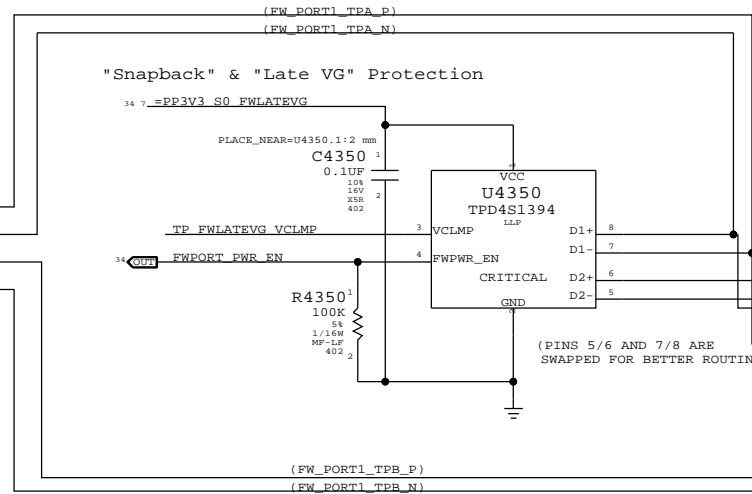 (FW_PORT1_TPA_P)
(FW_PORT1_TPA_N)
"Snapback" & "Late VG" Protection
34 7 =PP3V3_S0_FWLATEVG
PLACE_NEAR=U4350.1:2 mm
C4350 1
0.1UF
10%
16V
X5R
402
2
1
VCC
U4350
TPD4S1394
LLP
TP_FWLATEVG_VCLMP 3 VCLMP
D1+ 8
D1- 7
34 OUT FWPORT_PWR_EN 4 FWPWR_EN
CRITICAL
D2+ 6
D2- 5
GND
2
R4350 1
100K
5%
1/16W
MF-LF
402 2
(PINS 5/6 AND 7/8 ARE
SWAPPED FOR BETTER ROUTIN
(FW_PORT1_TPB_P)
(FW_PORT1_TPB_N)